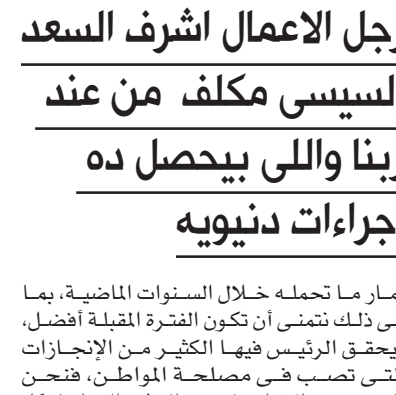 رجل الاعمال اشرف السعد
لسيسى مكلف من عند
ربنا واللى بيحصل ده
جراءات دنيويه
مار ما تحمله خلال السنوات الماضية، بما
ى ذلك نتمنى أن تكون الفترة المقبلة أفضل،
يحقق الرئيس فيها الكثير من الإنجازات
لتى تصب فى مصلحة المواطن، فنحن